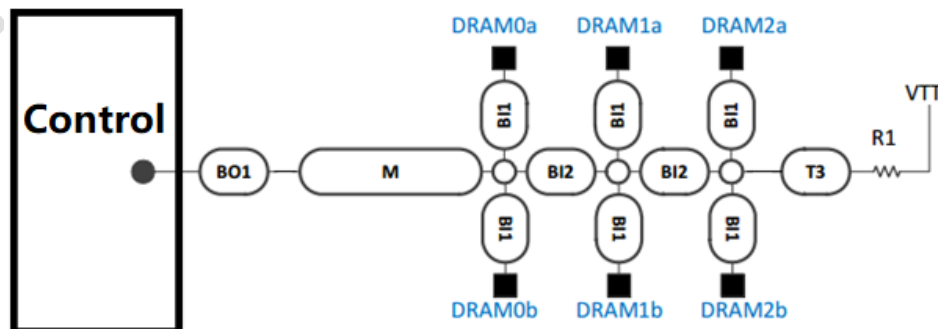 DRAM0a DRAM1a DRAM2a
VTT
Control
BI1 BI1 BI1
R1
BO1 M BI2 BI2 T3
BI1 BI1 BI1
DRAM0b DRAM1b DRAM2b